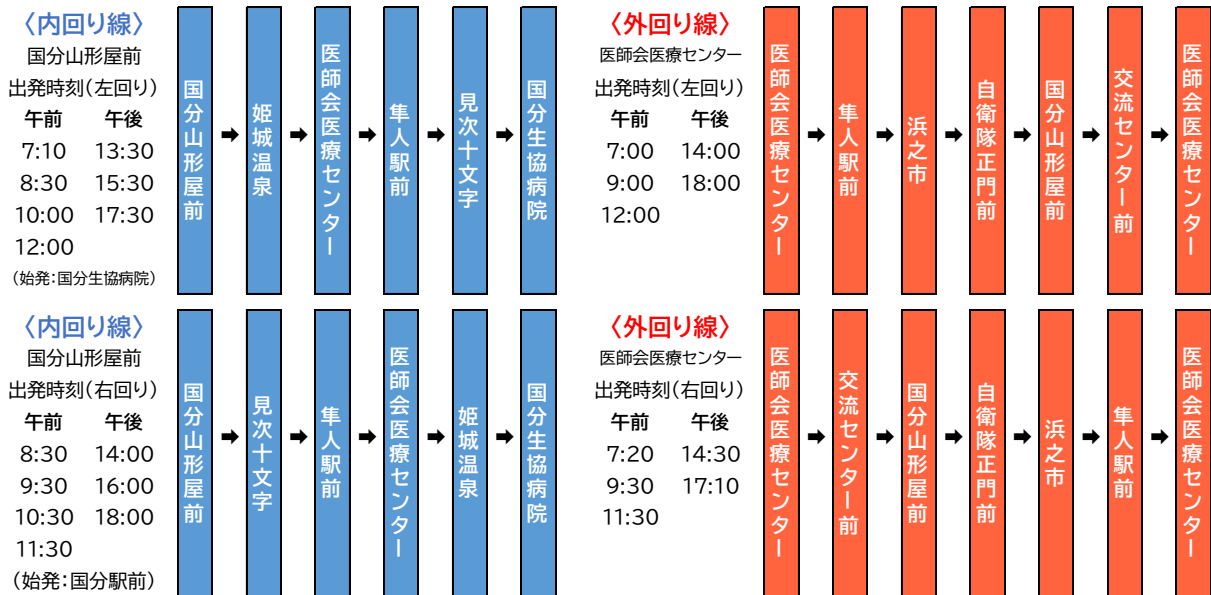 〈内回り線〉
国分山形屋前
出発時刻(左回り)
午前 午後
7:10 13:30
8:30 15:30
10:00 17:30
12:00
(始発:国分生協病院)
国分山形屋前 ➡ 姫城温泉 ➡ 医師会医療センター ➡ 隼人駅前 ➡ 見次十文字 ➡ 国分生協病院
〈外回り線〉
医師会医療センター
出発時刻(左回り)
午前 午後
7:00 14:00
9:00 18:00
12:00
医師会医療センター ➡ 隼人駅前 ➡ 浜之市 ➡ 自衛隊正門前 ➡ 国分山形屋前 ➡ 交流センター前 ➡ 医師会医療センター
〈内回り線〉
国分山形屋前
出発時刻(右回り)
午前 午後
8:30 14:00
9:30 16:00
10:30 18:00
11:30
(始発:国分駅前)
国分山形屋前 ➡ 見次十文字 ➡ 隼人駅前 ➡ 医師会医療センター ➡ 姫城温泉 ➡ 国分生協病院
〈外回り線〉
医師会医療センター
出発時刻(右回り)
午前 午後
7:20 14:30
9:30 17:10
11:30
医師会医療センター ➡ 交流センター前 ➡ 国分山形屋前 ➡ 自衛隊正門前 ➡ 浜之市 ➡ 隼人駅前 ➡ 医師会医療センター